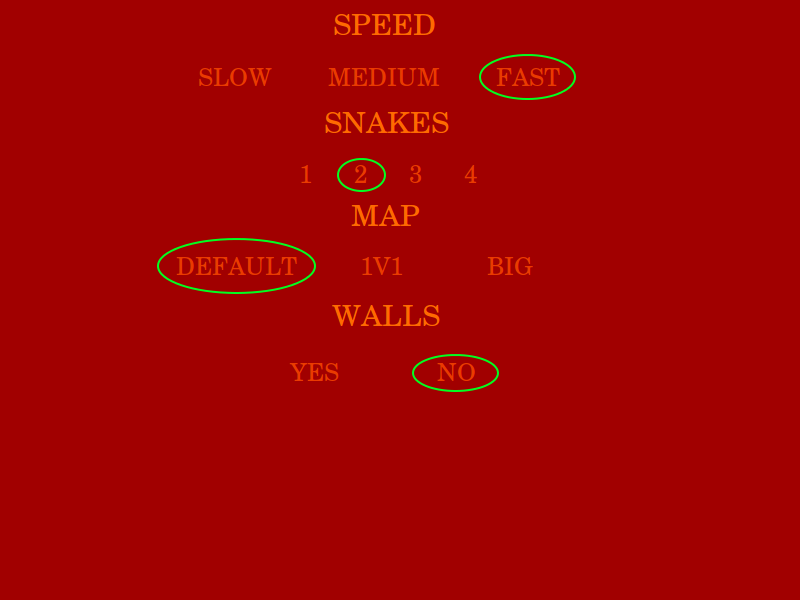 SPEED
SLOW MEDIUM FAST
SNAKES
1 2 3 4
MAP
DEFAULT 1V1 BIG
WALLS
YES NO